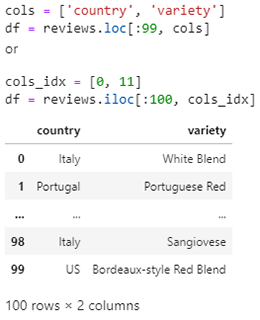 cols = ['country', 'variety']
df = reviews.loc[:99, cols]
or
cols_idx = [0, 11]
df = reviews.iloc[:100, cols_idx]
country variety
0 Italy White Blend
1 Portugal Portuguese Red
... ... ...
98 Italy Sangiovese
99 US Bordeaux-style Red Blend
100 rows × 2 columns